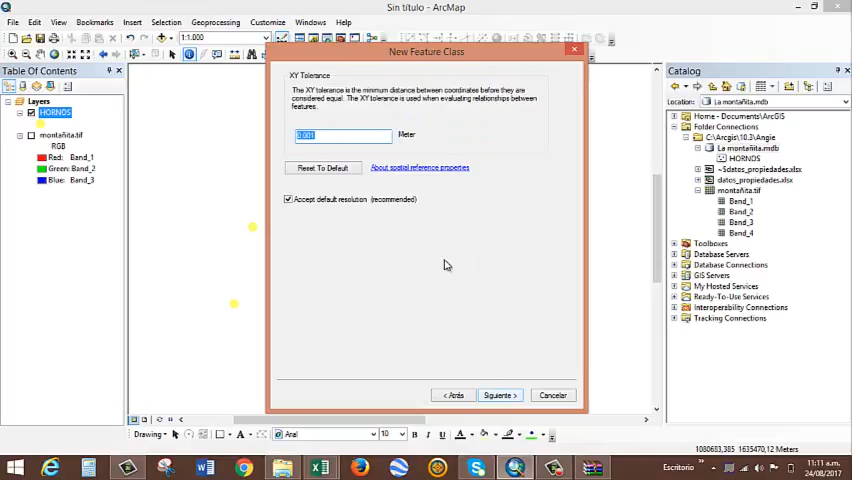 Sin título - ArcMap
File Edit View Bookmarks Insert Selection Geoprocessing Customize Windows Help
1:1.000
Table Of Contents
Layers
HORNOS
montañita.tif
RGB
Red: Band_1
Green: Band_2
Blue: Band_3
New Feature Class
XY Tolerance
The XY tolerance is the minimum distance between coordinates before they are
considered equal. The XY tolerance is used when evaluating relationships between
features.
0,001 Meter
Reset To Default About spatial reference properties
Accept default resolution (recommended)
< Atrás Siguiente > Cancelar
Catalog
Location: La montañita.mdb
Home - Documents\ArcGIS
Folder Connections
C:\Arcgis\10.3\Angie
La montañita.mdb
HORNOS
~$datos_propiedades.xlsx
datos_propiedades.xlsx
montañita.tif
Band_1
Band_2
Band_3
Band_4
Toolboxes
Database Servers
Database Connections
GIS Servers
My Hosted Services
Ready-To-Use Services
Interoperability Connections
Tracking Connections
Drawing Arial 10 B I U A
1080683,385 1635470,12 Meters
Escritorio 11:11 a.m.
24/08/2017